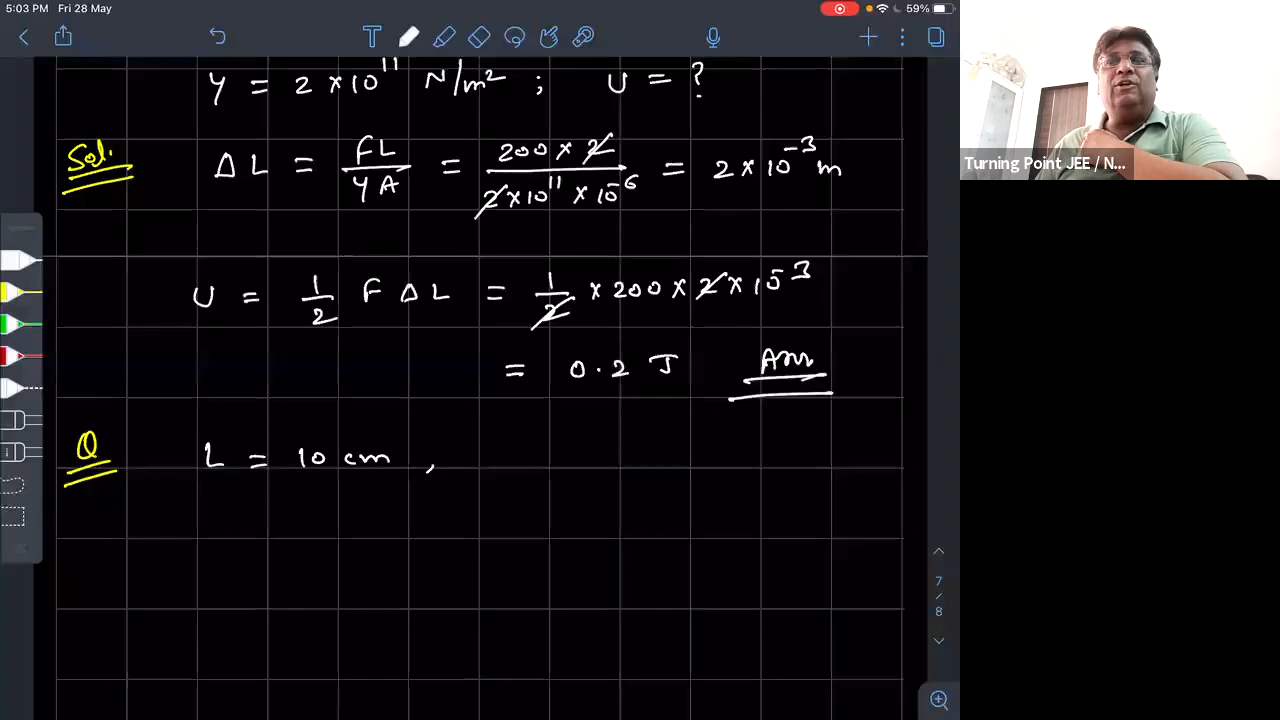 5:03 PM Fri 28 May
59%
Y = 2 × 10¹¹ N/m² ; U = ?
Sol. ΔL = FL/YA = 200 × 2 / 2 × 10¹¹ × 10⁻⁶ = 2 × 10⁻³ m
U = 1/2 F ΔL = 1/2 × 200 × 2 × 10⁻³
= 0.2 J Ans
Q L = 10 cm ,
Turning Point JEE / N...
7
/
8